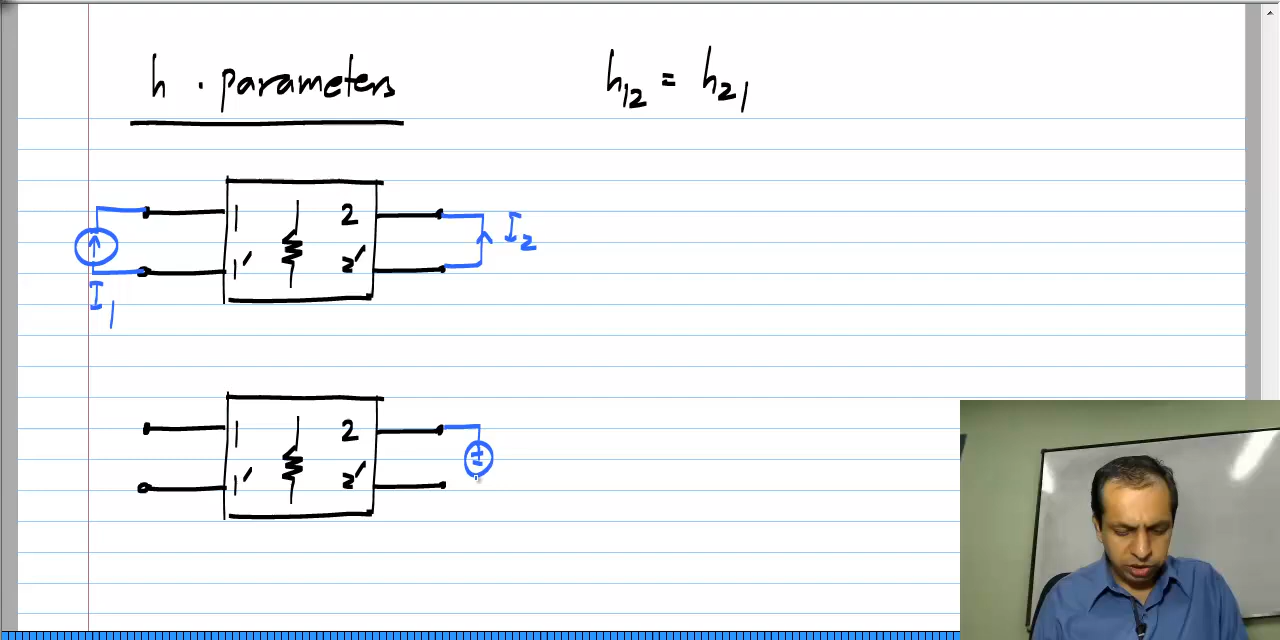 h . parameters
h12 = h21
1 2
1' 2'
I2
I1
1 2
1' 2'